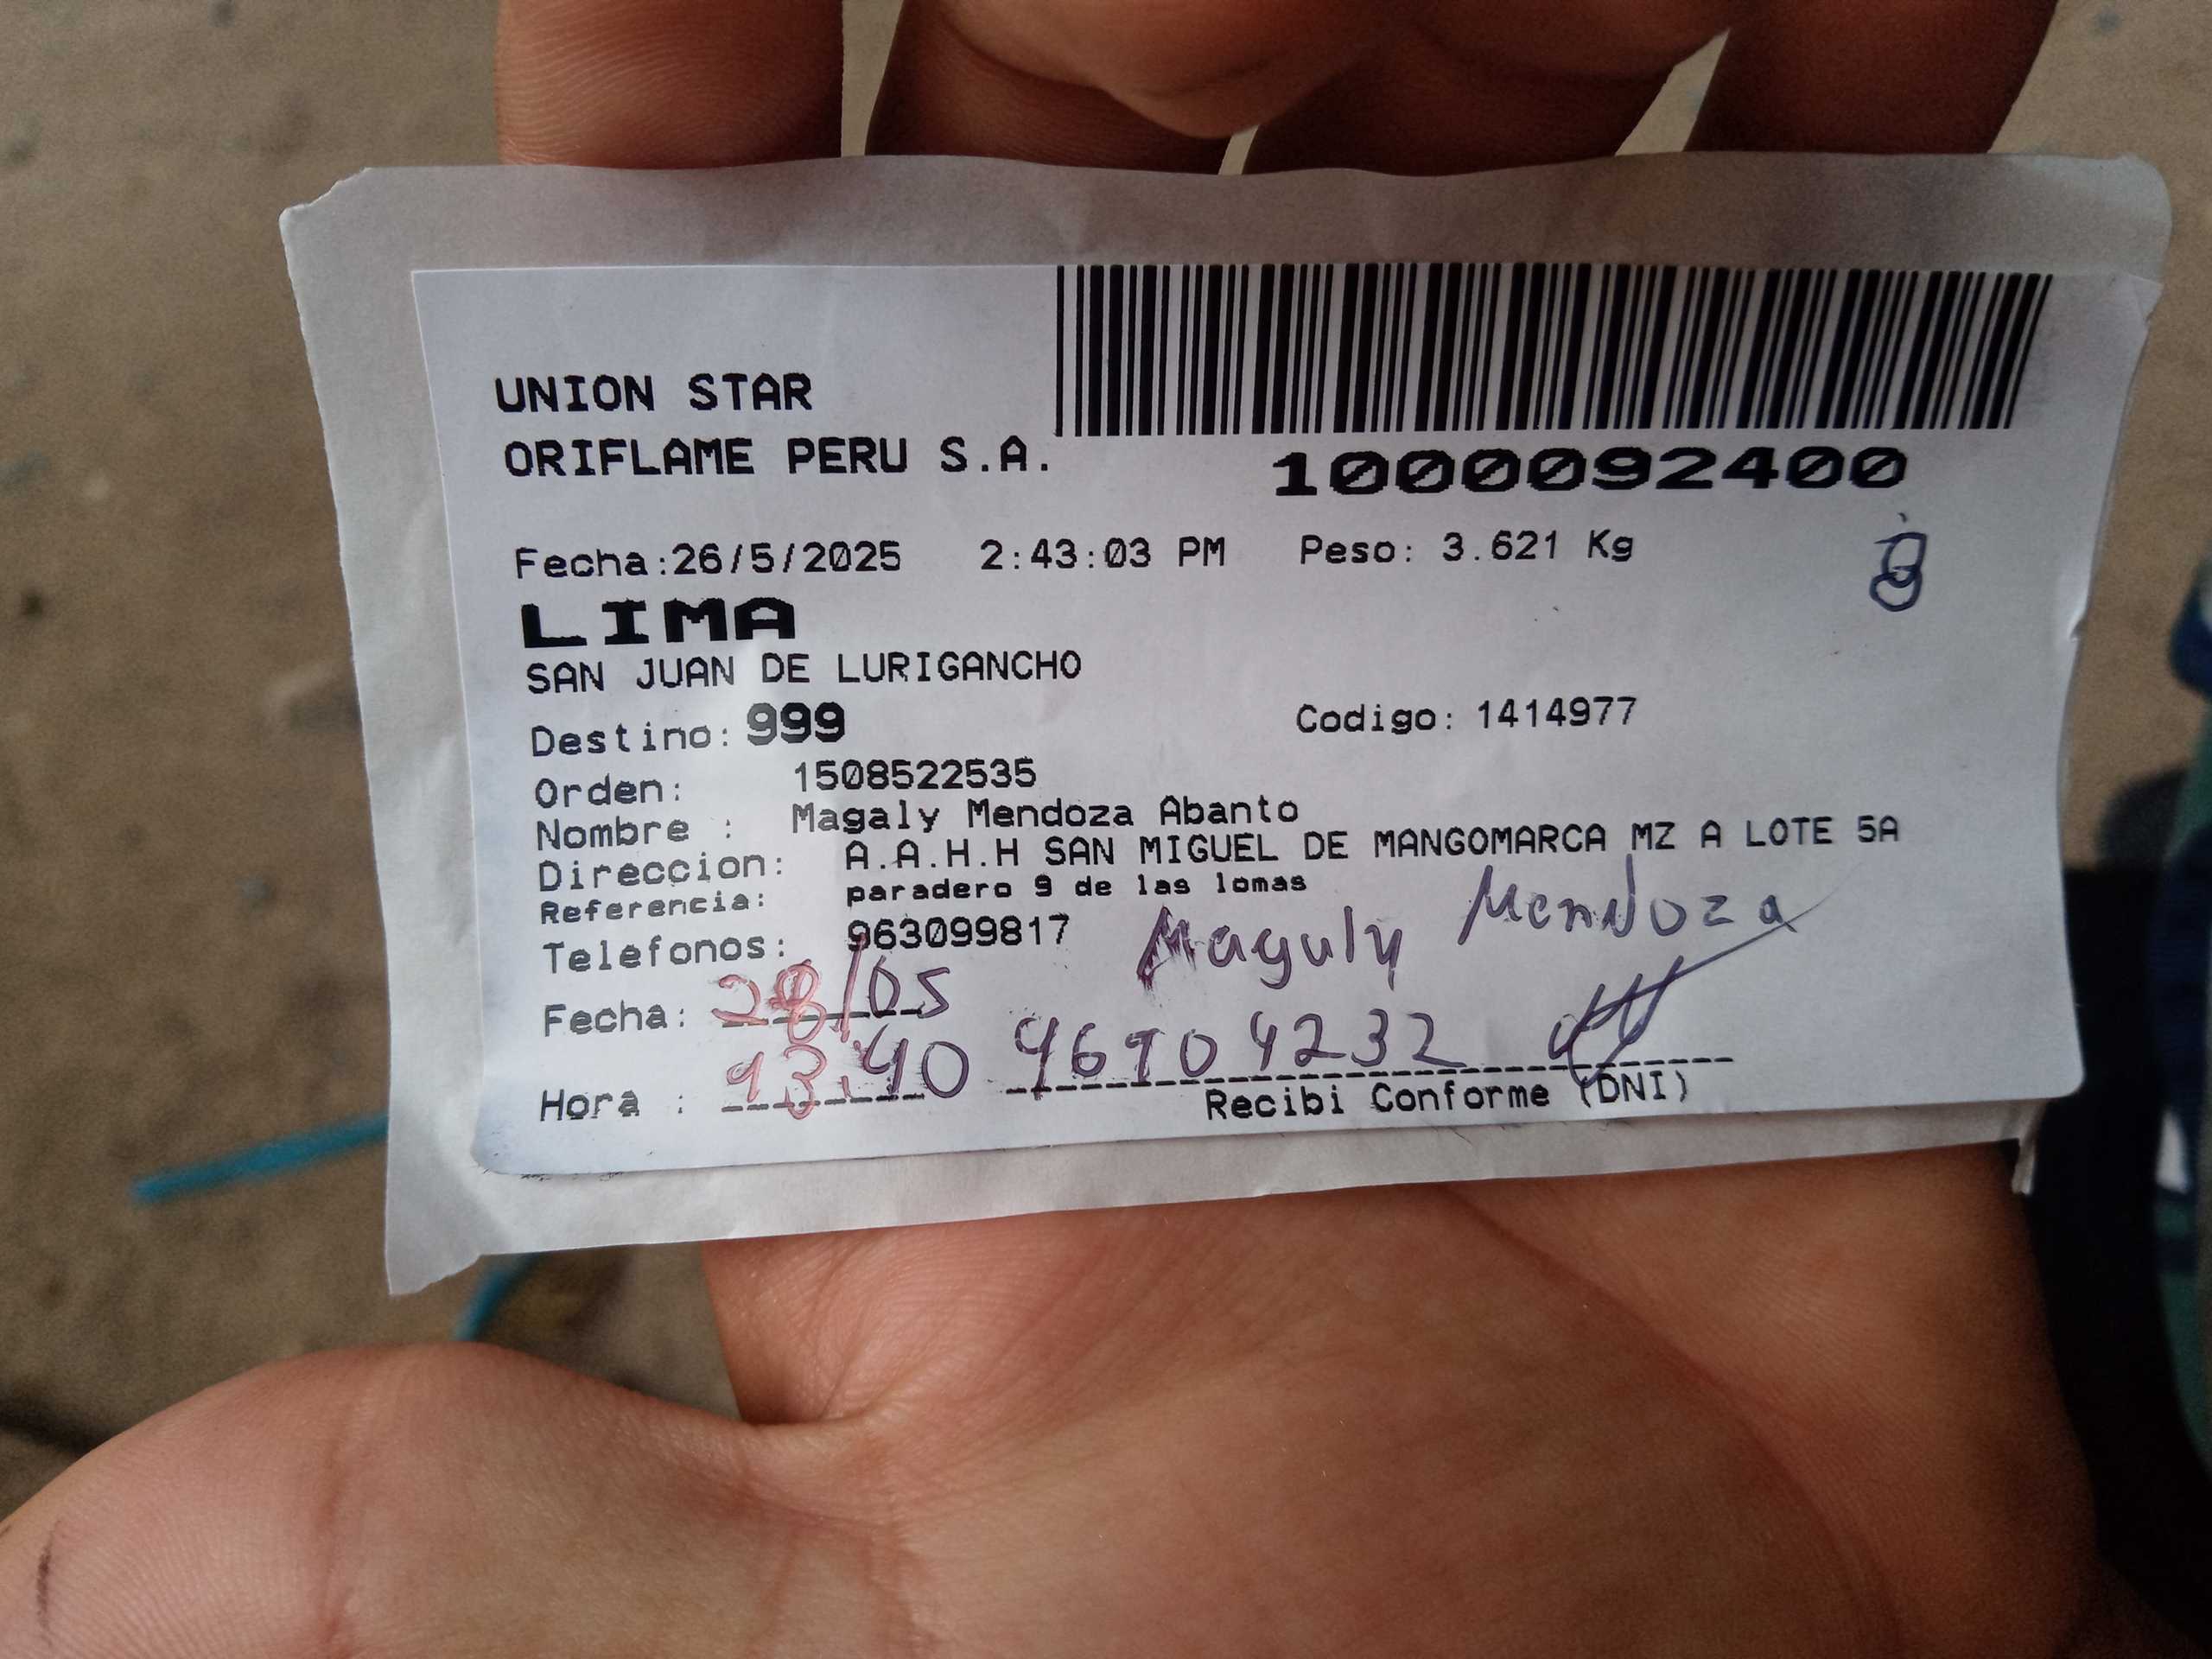 UNION STAR
ORIFLAME PERU S.A.
1000092400
Fecha:26/5/2025 2:43:03 PM Peso: 3.621 Kg
8
LIMA
SAN JUAN DE LURIGANCHO
Destino: 999 Codigo: 1414977
Orden: 1508522535
Nombre : Magaly Mendoza Abanto
Direccion: A.A.H.H SAN MIGUEL DE MANGOMARCA MZ A LOTE 5A
Referencia: paradero 9 de las lomas
Telefonos: 963099817
Magaly Mendoza
Fecha: 28/05
Hora : 13:40
Recibi Conforme (DNI)